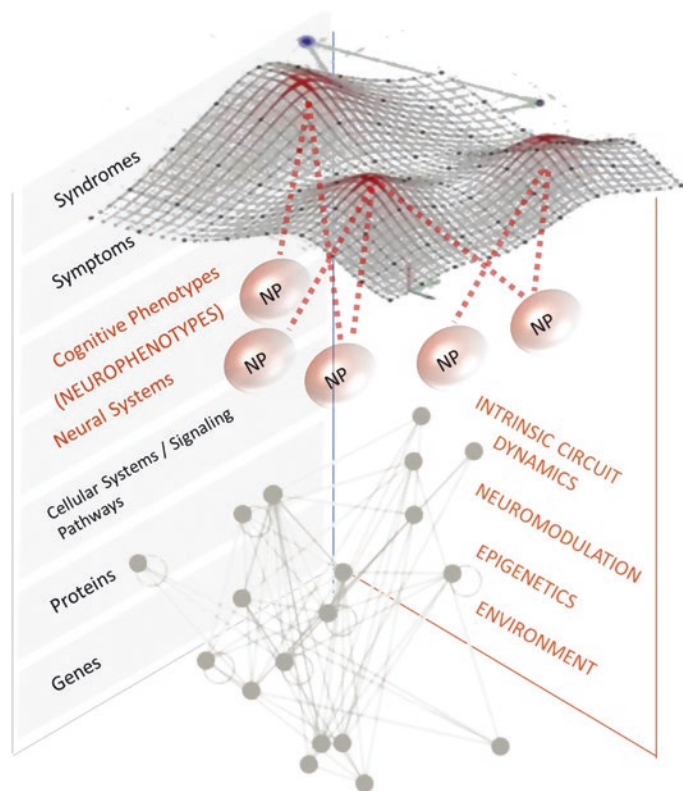 Syndromes
Symptoms
Cognitive Phenotypes
(NEUROPHENOTYPES)
Neural Systems
Cellular Systems / Signaling
Pathways
Proteins
Genes
NP
NP
NP
NP
NP
INTRINSIC CIRCUIT
DYNAMICS
NEUROMODULATION
EPIGENETICS
ENVIRONMENT